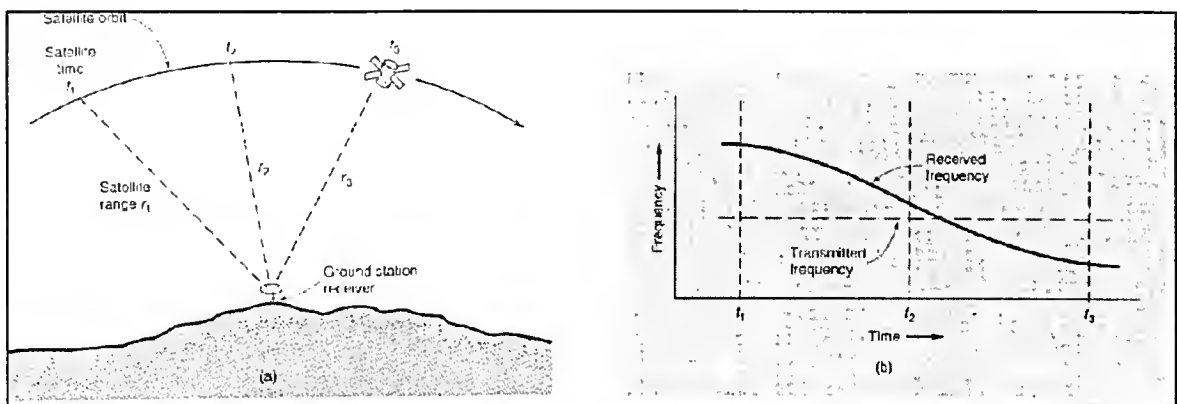 Satellite orbit
Satellite
time
t1
t2
t3
r2
r3
Satellite
range r1
Ground station
receiver
(a)
Frequency
Received
frequency
Transmitted
frequency
t1
t2
t3
Time
(b)